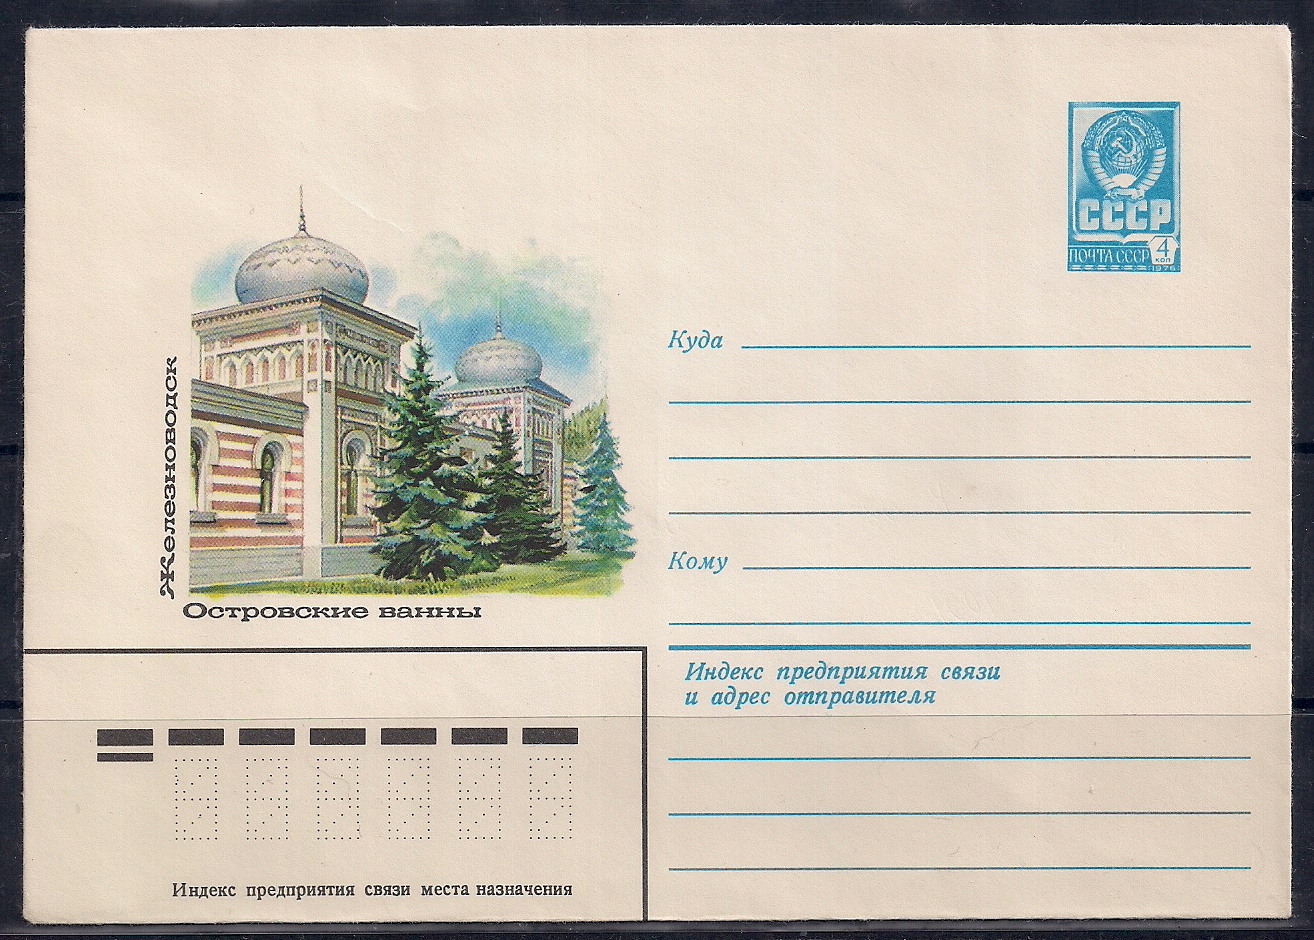 СССР
ПОЧТА СССР
4
коп
1976
Железноводск
Островские ванны
Куда
Кому
Индекс предприятия связи
и адрес отправителя
Индекс предприятия связи места назначения